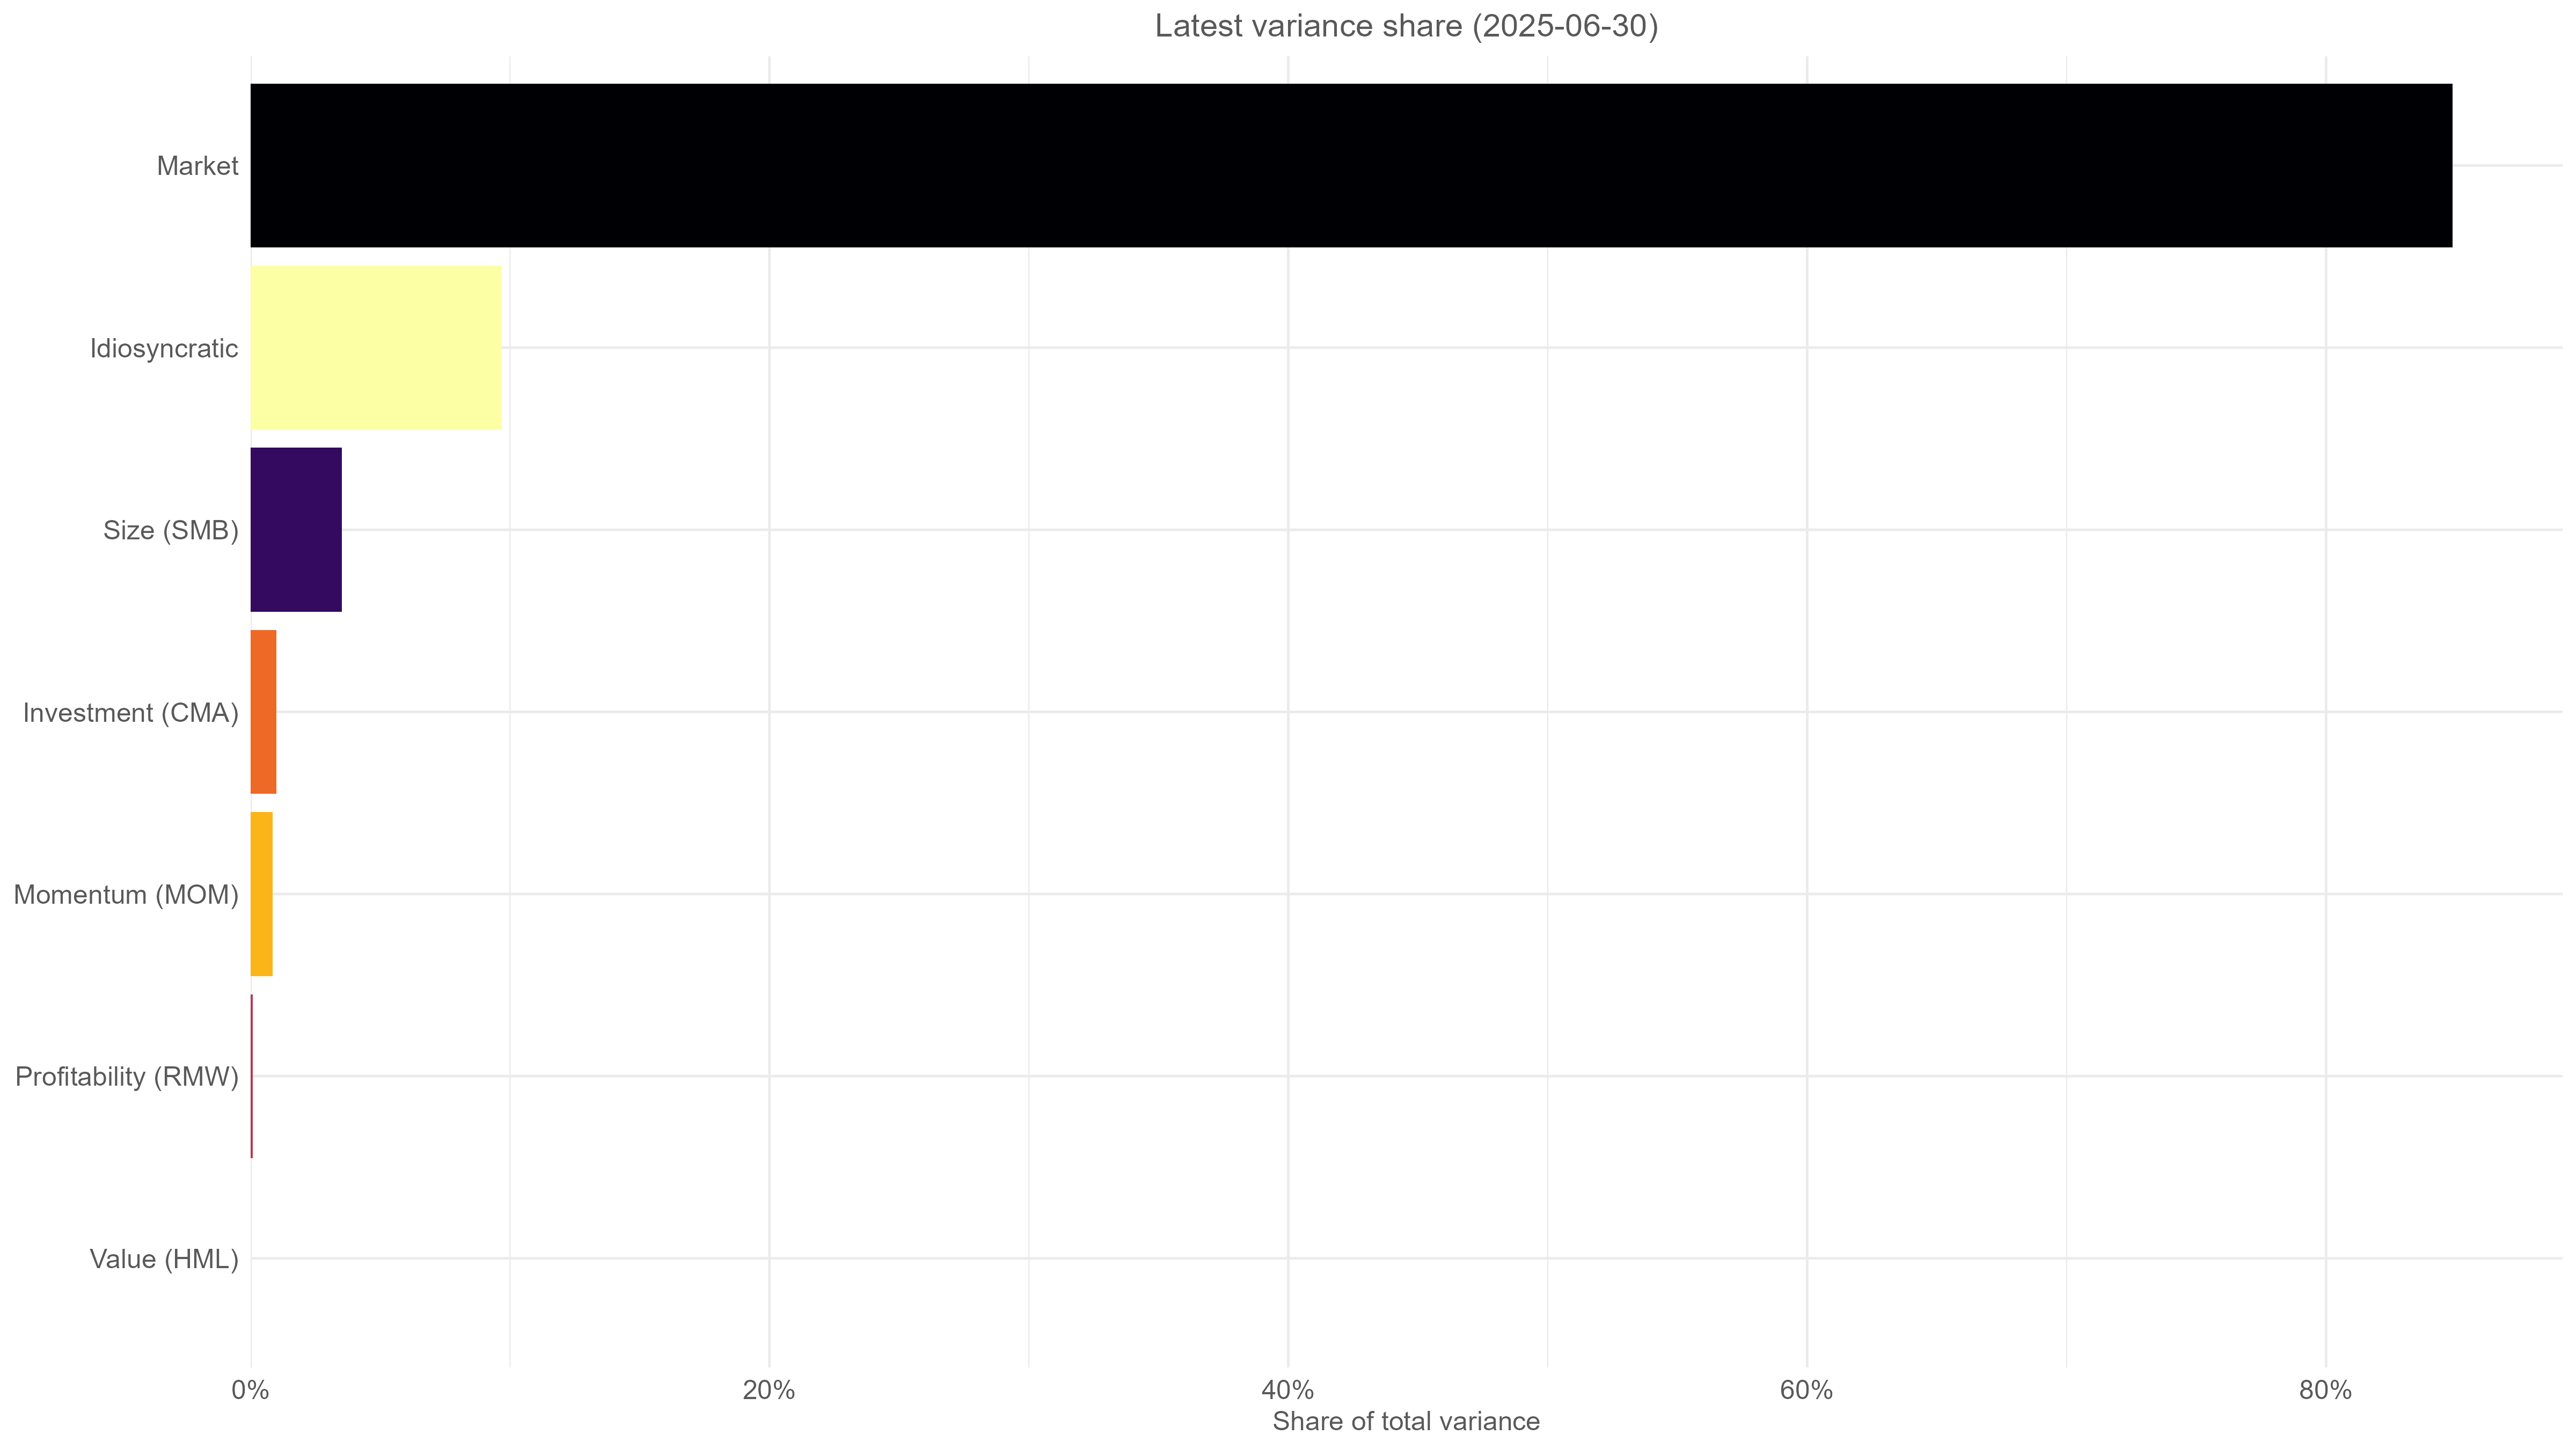 Latest variance share (2025-06-30)
Market
Idiosyncratic
Size (SMB)
Investment (CMA)
Momentum (MOM)
Profitability (RMW)
Value (HML)
0% 20% 40% 60% 80%
Share of total variance